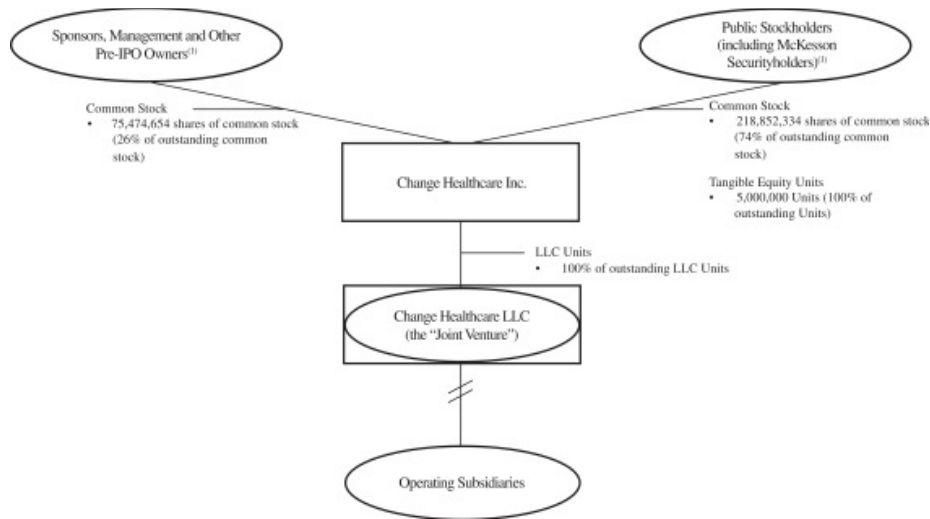 Sponsors, Management and Other
Pre-IPO Owners(1)
Public Stockholders
(including McKesson
Securityholders)(1)
Common Stock
• 75,474,654 shares of common stock
(26% of outstanding common
stock)
Common Stock
• 218,852,334 shares of common stock
(74% of outstanding common
stock)
Tangible Equity Units
• 5,000,000 Units (100% of
outstanding Units)
Change Healthcare Inc.
LLC Units
• 100% of outstanding LLC Units
Change Healthcare LLC
(the “Joint Venture”)
Operating Subsidiaries